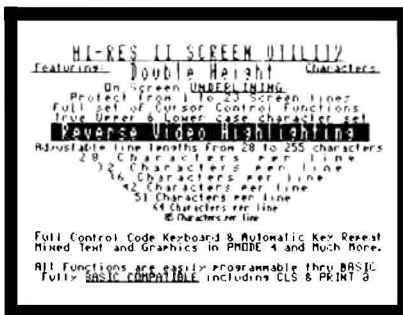 HI-RES II SCREEN UTILITY
Featuring: Double Height Characters
On Screen UNDERLINING
Protect from 1 to 23 Screen lines
Full set of Cursor Control Functions
True Upper & Lower case character set
Reverse Video Highlighting
Adjustable line lengths from 28 to 255 characters
28 Characters per line
32 Characters per line
36 Characters per line
42 Characters per line
51 Characters per line
64 Characters per line
85 Characters per line
Full Control Code Keyboard & Automatic Key Repeat
Mixed Text and Graphics in PMODE 4 and Much More.
All Functions are easily programmable thru BASIC
Fully BASIC COMPATIBLE including CLS & PRINT @